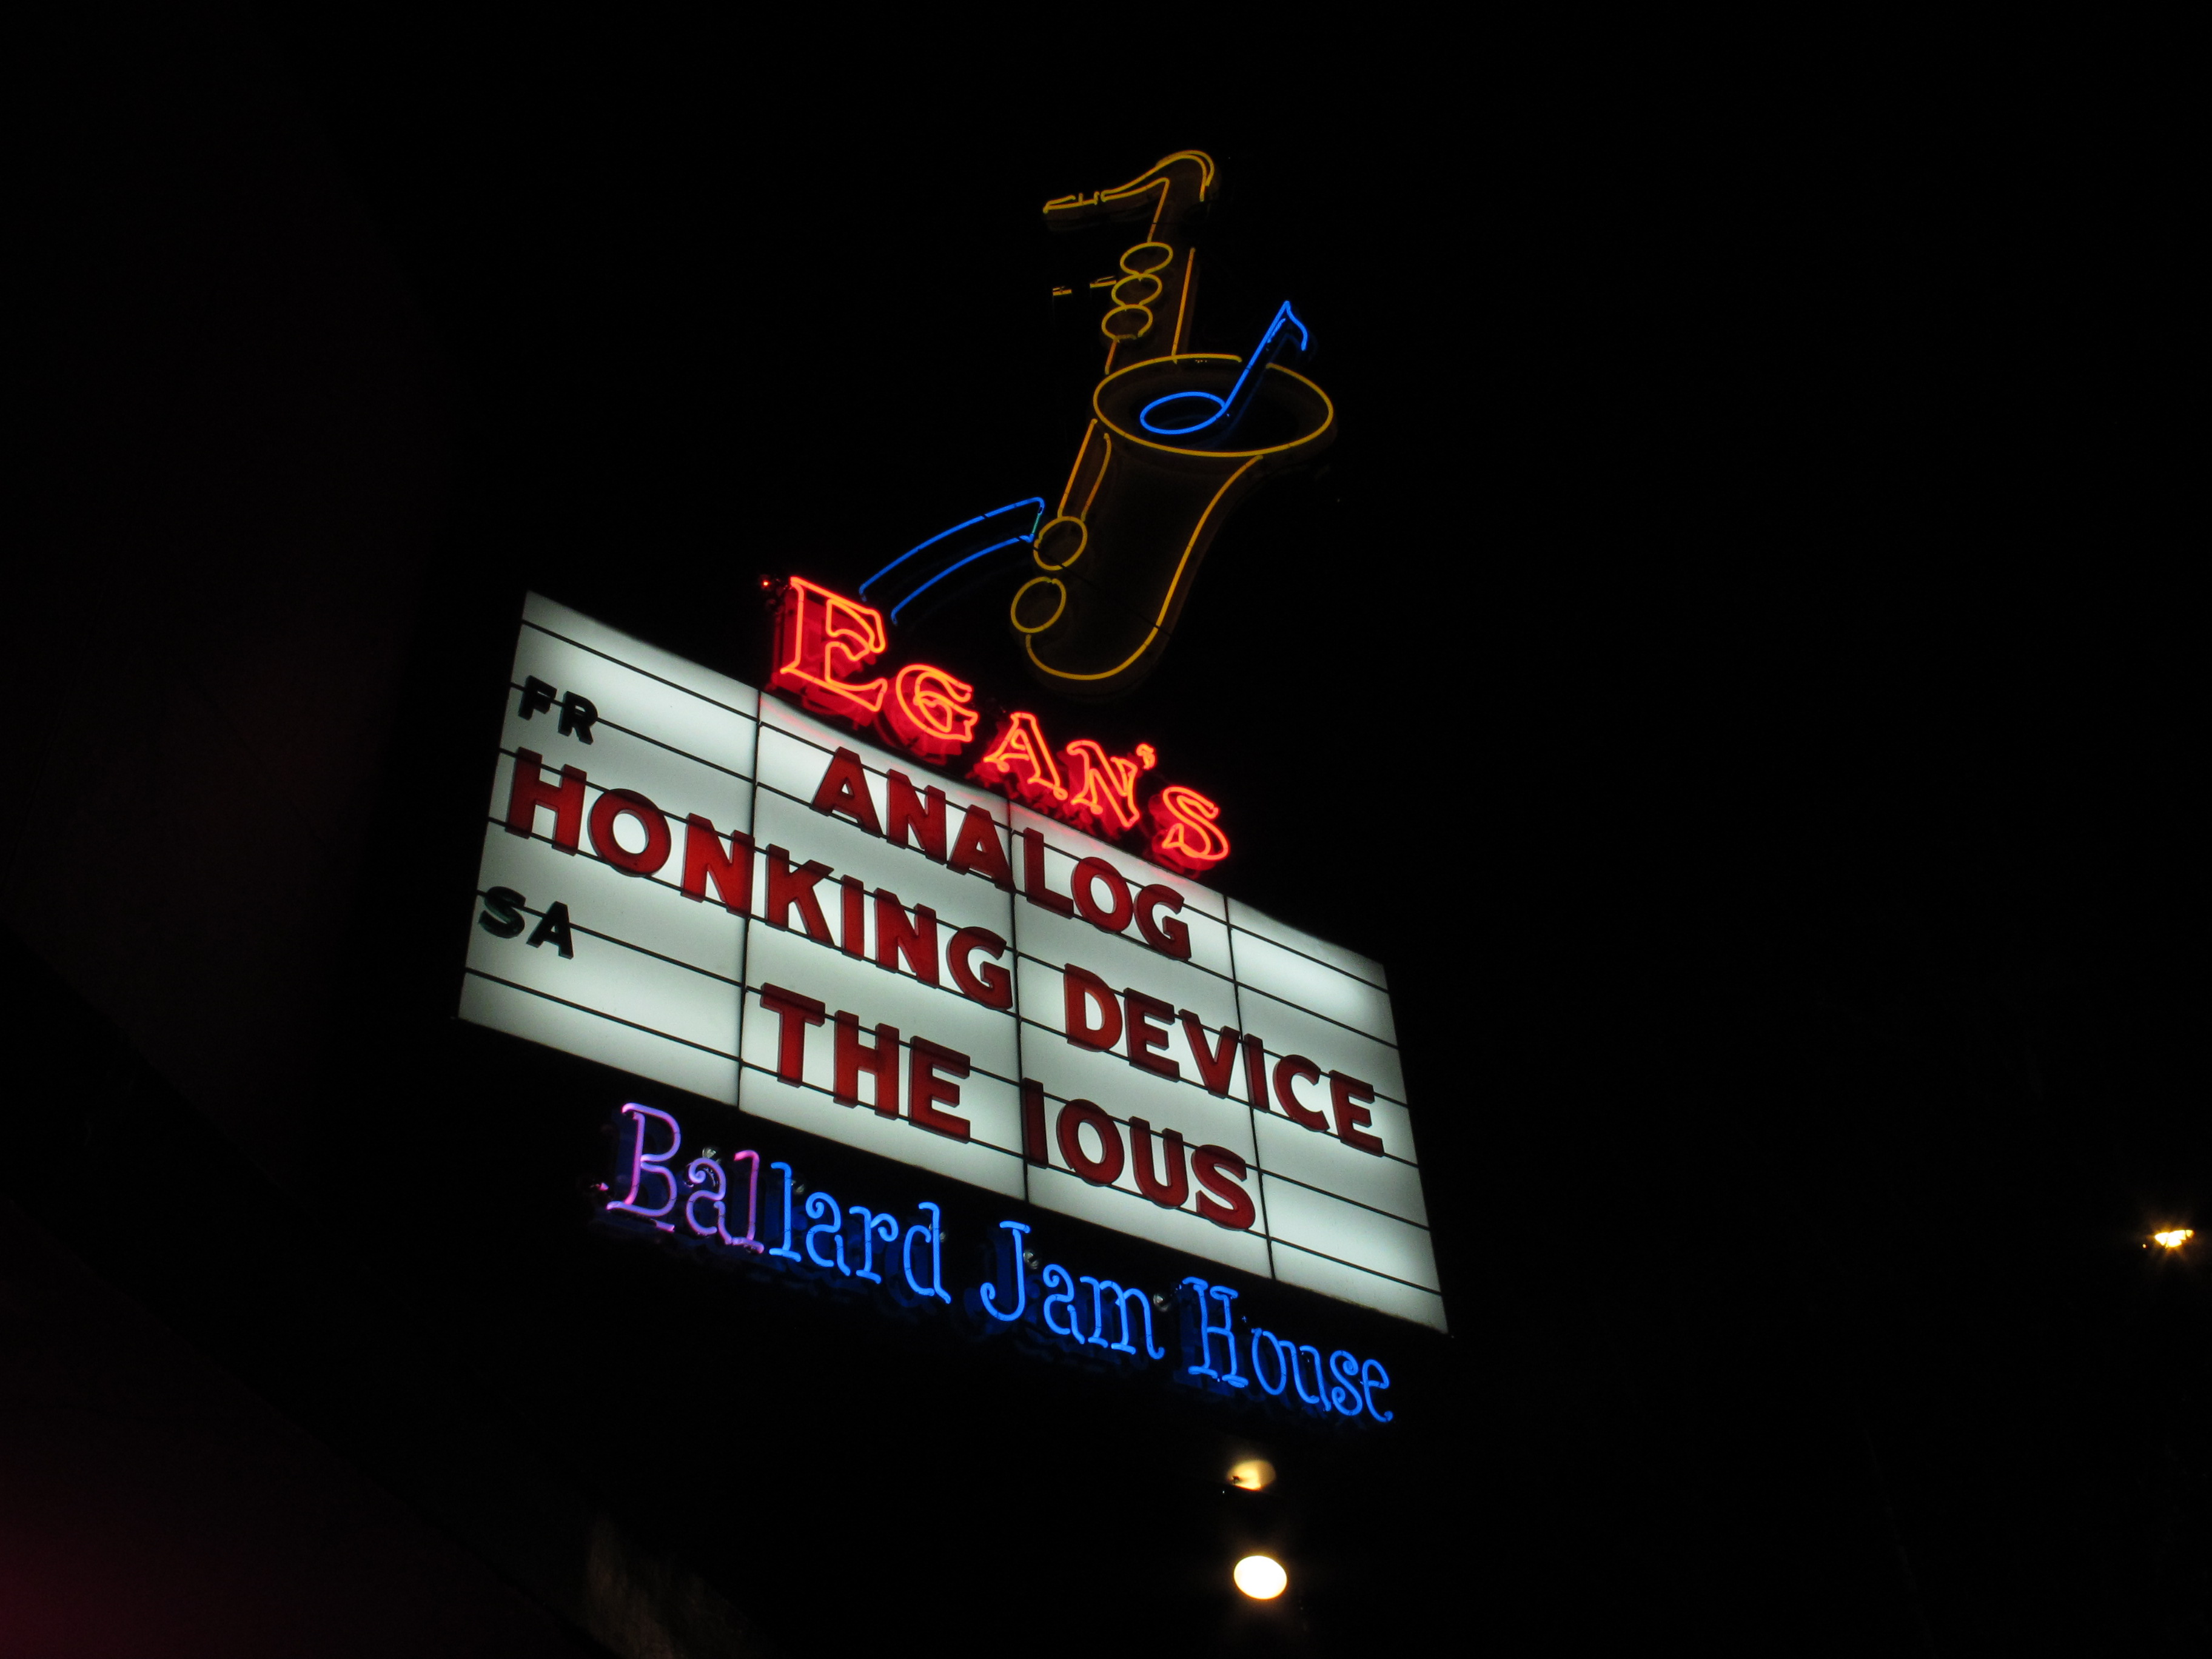 EGAN'S
FR ANALOG
HONKING DEVICE
SA THE IOUS
Ballard Jam House